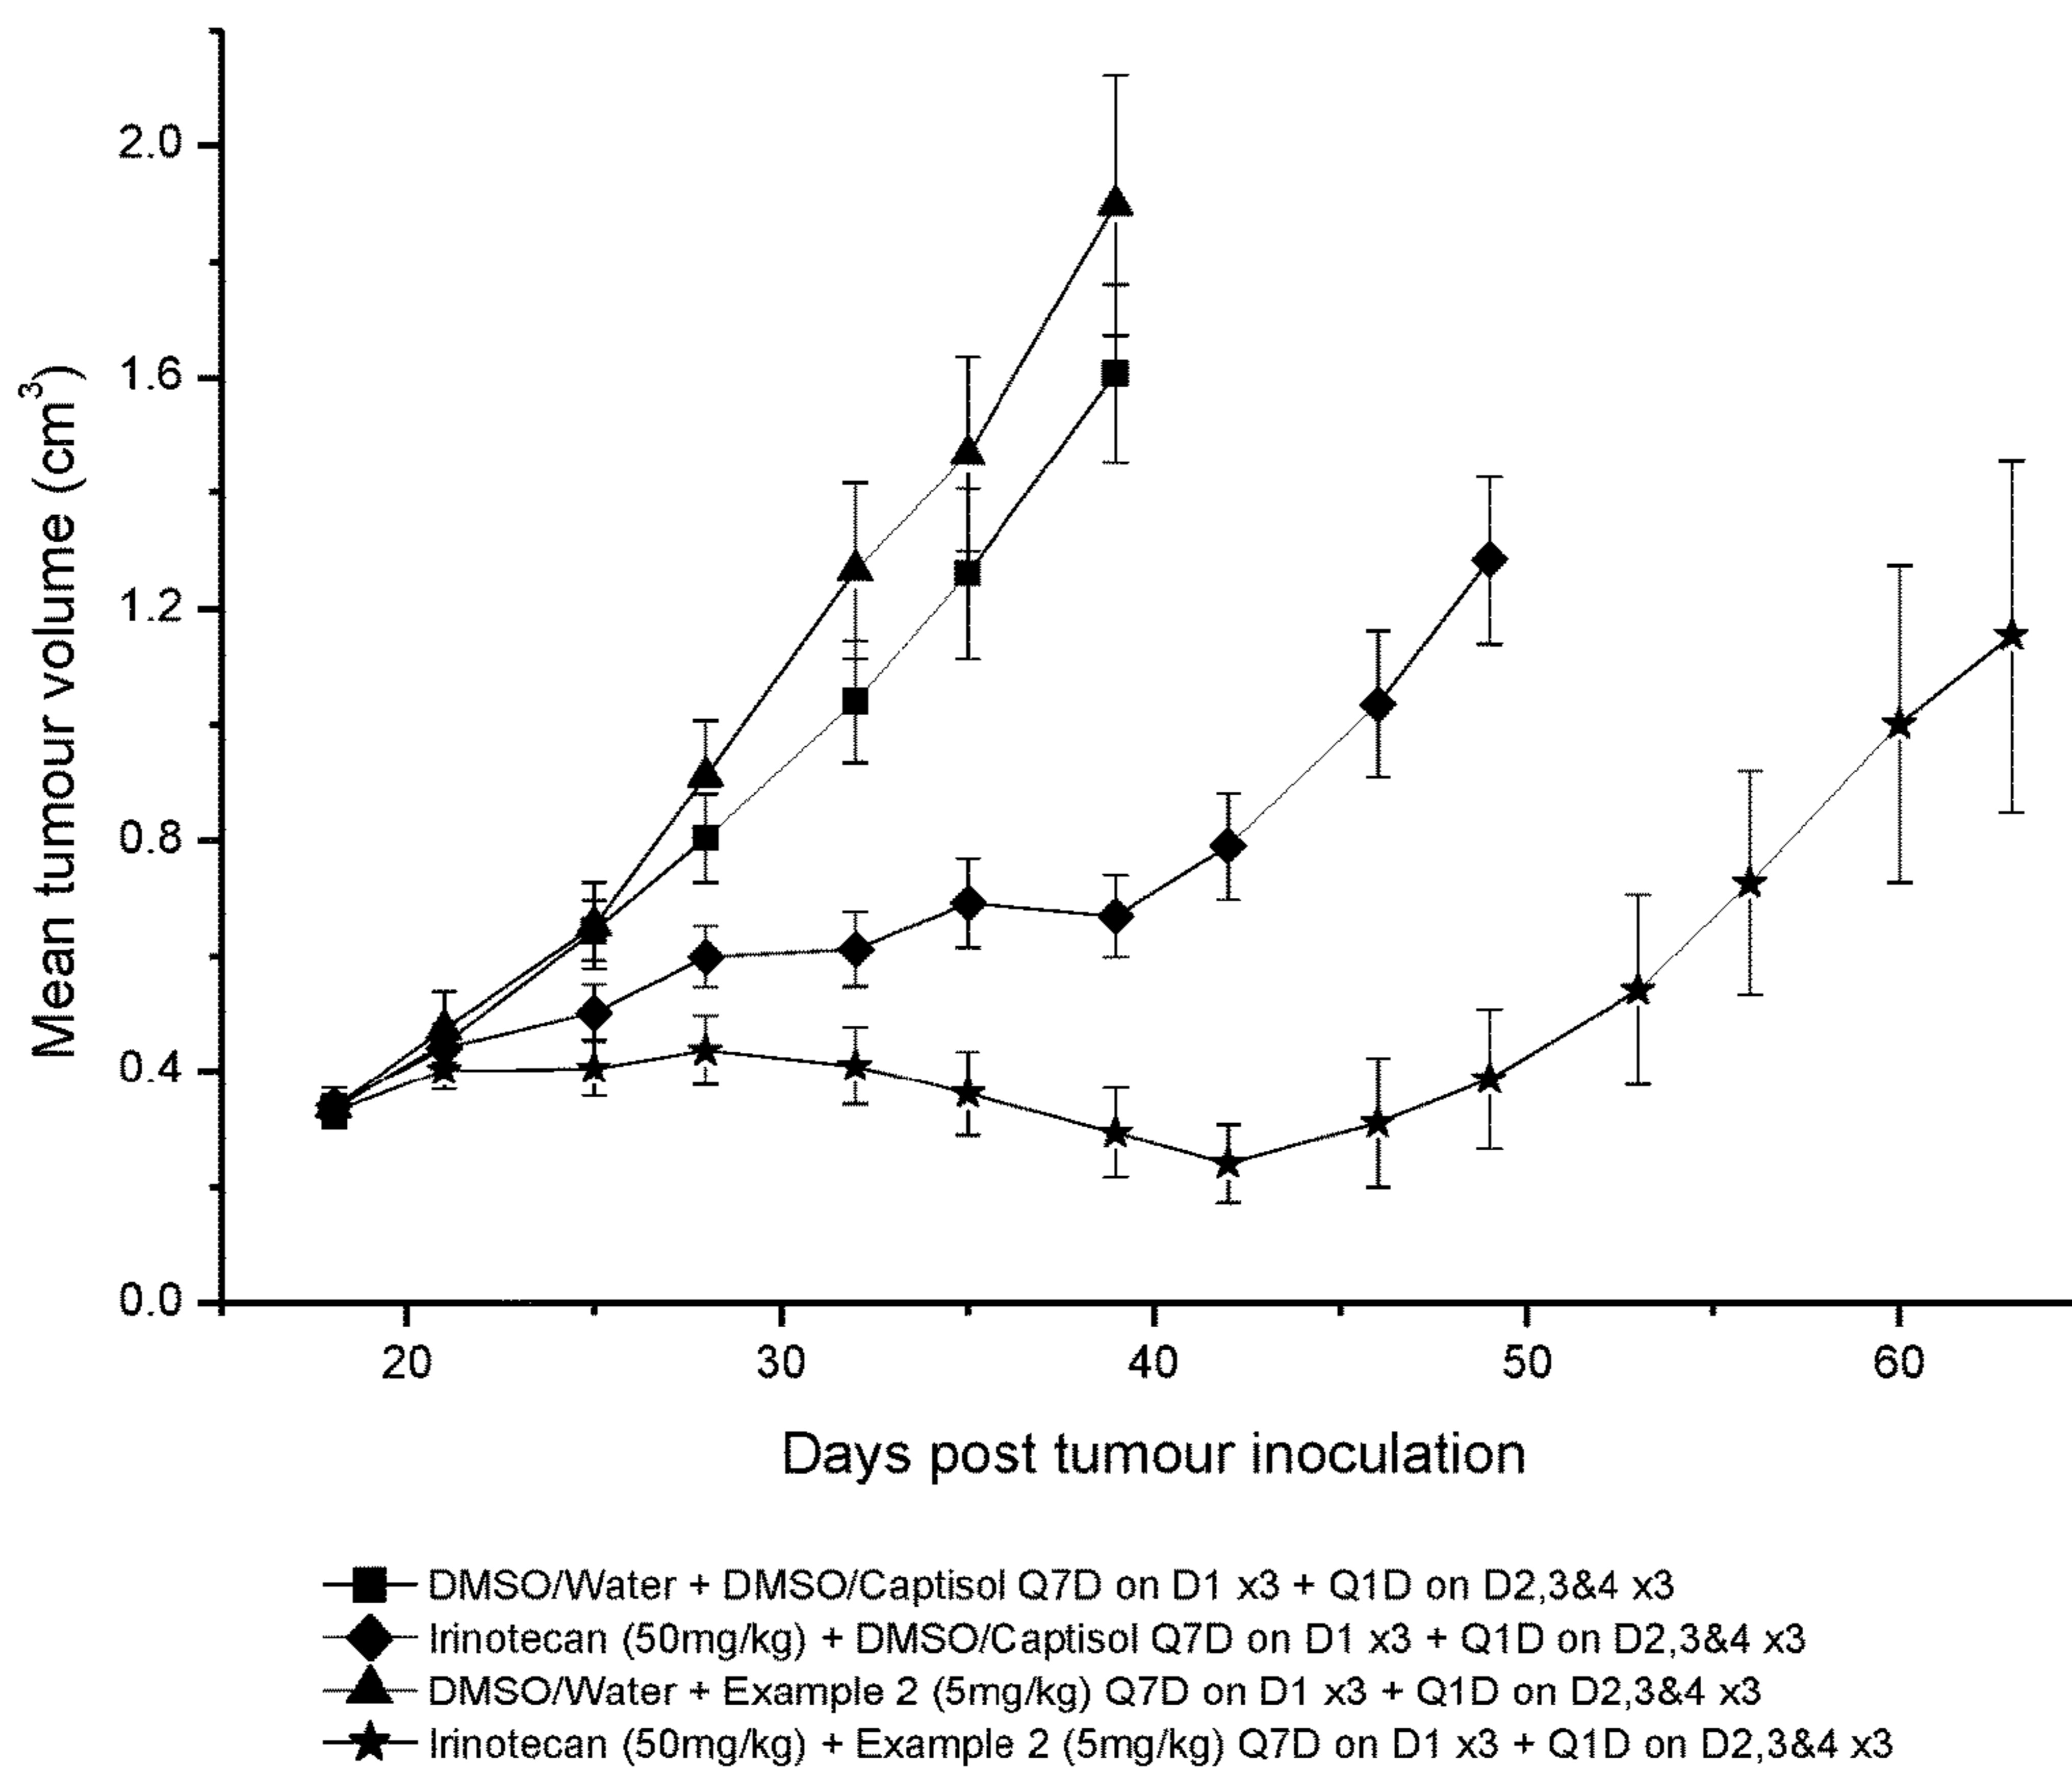 Mean tumour volume (cm³)
2.0
1.6
1.2
0.8
0.4
0.0
20 30 40 50 60
Days post tumour inoculation
DMSO/Water + DMSO/Captisol Q7D on D1 x3 + Q1D on D2,3&4 x3
Irinotecan (50mg/kg) + DMSO/Captisol Q7D on D1 x3 + Q1D on D2,3&4 x3
DMSO/Water + Example 2 (5mg/kg) Q7D on D1 x3 + Q1D on D2,3&4 x3
Irinotecan (50mg/kg) + Example 2 (5mg/kg) Q7D on D1 x3 + Q1D on D2,3&4 x3